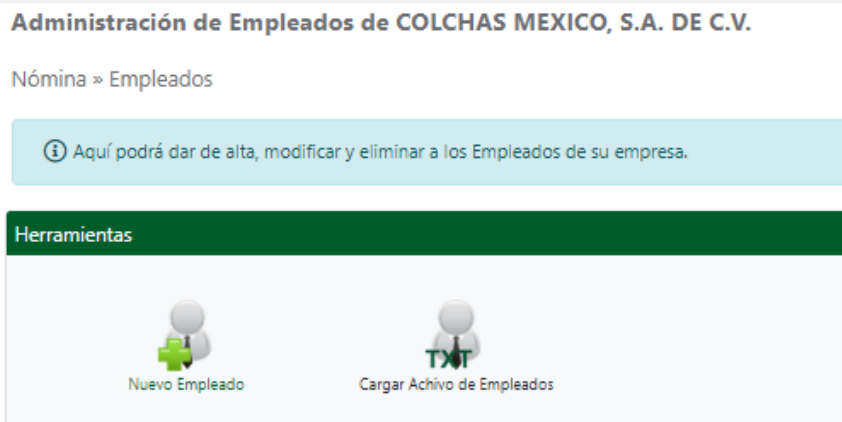 Administración de Empleados de COLCHAS MEXICO, S.A. DE C.V.
Nómina » Empleados
Aquí podrá dar de alta, modificar y eliminar a los Empleados de su empresa.
Herramientas
TXT
Nuevo Empleado
Cargar Achivo de Empleados